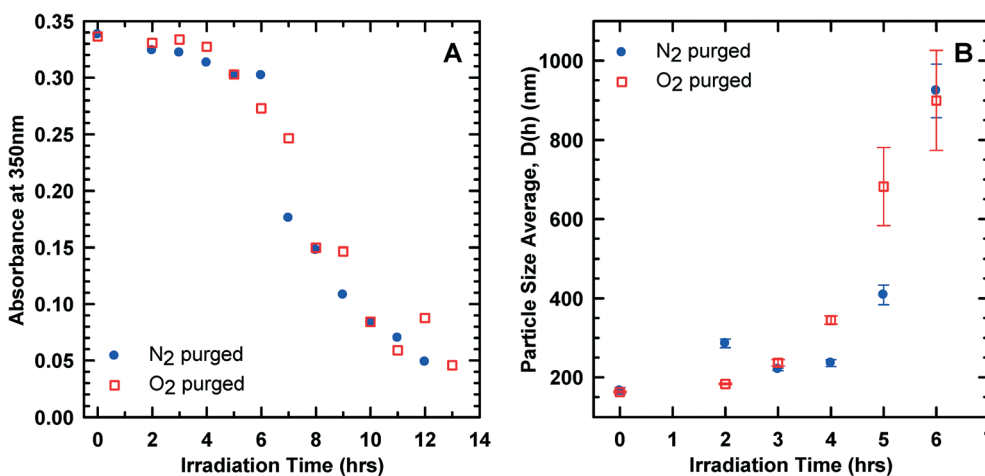 A
0.35
0.30
0.25
0.20
0.15
0.10
0.05
0.00
Absorbance at 350nm
N2 purged
O2 purged
0 2 4 6 8 10 12 14
Irradiation Time (hrs)
B
N2 purged
O2 purged
1000
800
600
400
200
Particle Size Average, D(h) (nm)
0 1 2 3 4 5 6 7
Irradiation Time (hrs)